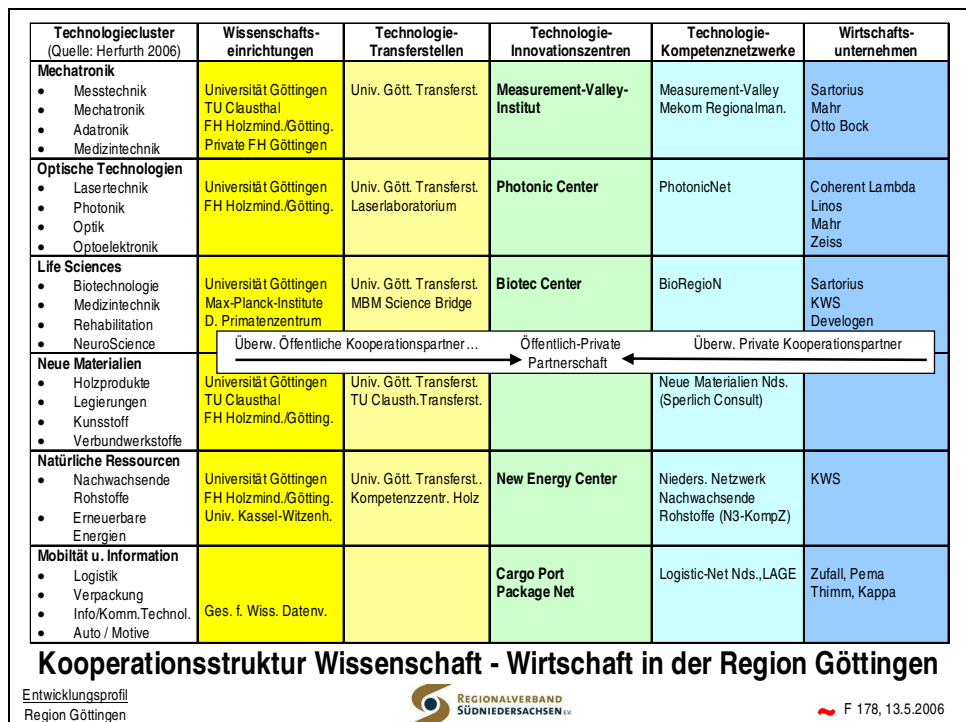 Technologiecluster
(Quelle: Herfurth 2006)
Wissenschafts-
einrichtungen
Technologie-
Transferstellen
Technologie-
Innovationszentren
Technologie-
Kompetenznetzwerke
Wirtschafts-
unternehmen
Mechatronik
• Messtechnik
• Mechatronik
• Adatronik
• Medizintechnik
Universität Göttingen
TU Clausthal
FH Holzmind./Götting.
Private FH Göttingen
Univ. Gött. Transferst.
Measurement-Valley-
Institut
Measurement-Valley
Mekom Regionalman.
Sartorius
Mahr
Otto Bock
Optische Technologien
• Lasertechnik
• Photonik
• Optik
• Optoelektronik
Universität Göttingen
FH Holzmind./Götting.
Univ. Gött. Transferst.
Laserlaboratorium
Photonic Center
PhotonicNet
Coherent Lambda
Linos
Mahr
Zeiss
Life Sciences
• Biotechnologie
• Medizintechnik
• Rehabilitation
• NeuroScience
Universität Göttingen
Max-Planck-Institute
D. Primatenzentrum
Univ. Gött. Transferst.
MBM Science Bridge
Biotec Center
BioRegioN
Sartorius
KWS
Develogen
Überw. Öffentliche Kooperationspartner…
Öffentlich-Private
Partnerschaft
Überw. Private Kooperationspartner
Neue Materialien
• Holzprodukte
• Legierungen
• Kunsstoff
• Verbundwerkstoffe
Universität Göttingen
TU Clausthal
FH Holzmind./Götting.
Univ. Gött. Transferst.
TU Clausth.Transferst.
Neue Materialien Nds.
(Sperlich Consult)
Natürliche Ressourcen
• Nachwachsende
Rohstoffe
• Erneuerbare
Energien
Universität Göttingen
FH Holzmind./Götting.
Univ. Kassel-Witzenh.
Univ. Gött. Transferst..
Kompetenzzentr. Holz
New Energy Center
Nieders. Netzwerk
Nachwachsende
Rohstoffe (N3-KompZ)
KWS
Mobiltät u. Information
• Logistik
• Verpackung
• Info/Komm.Technol.
• Auto / Motive
Ges. f. Wiss. Datenv.
Cargo Port
Package Net
Logistic-Net Nds.,LAGE
Zufall, Pema
Thimm, Kappa
Kooperationsstruktur Wissenschaft - Wirtschaft in der Region Göttingen
Entwicklungsprofil
Region Göttingen
REGIONALVERBAND
SÜDNIEDERSACHSEN E.V.
F 178, 13.5.2006